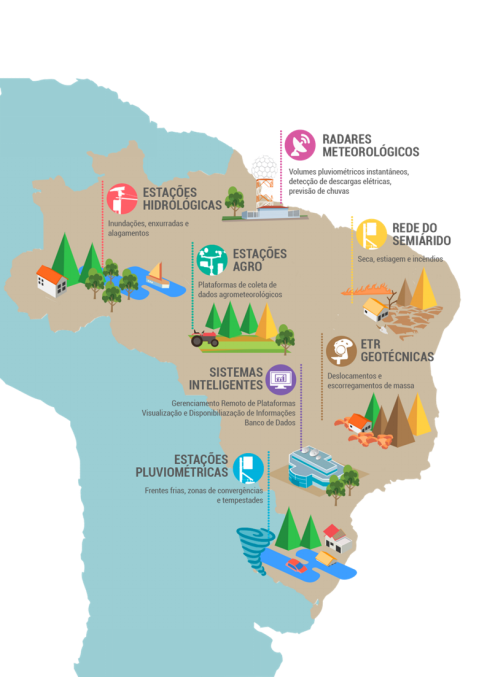 RADARES
METEOROLÓGICOS
Volumes pluviométricos instantâneos,
detecção de descargas elétricas,
previsão de chuvas
ESTAÇÕES
HIDROLÓGICAS
Inundações, enxurradas e
alagamentos
REDE DO
SEMIÁRIDO
Seca, estiagem e incêndios
ESTAÇÕES
AGRO
Plataformas de coleta de
dados agrometeorológicos
ETR
GEOTÉCNICAS
Deslocamentos e
escorregamentos de massa
SISTEMAS
INTELIGENTES
Gerenciamento Remoto de Plataformas
Visualização e Disponibiliazação de Informações
Banco de Dados
ESTAÇÕES
PLUVIOMÉTRICAS
Frentes frias, zonas de convergências
e tempestades